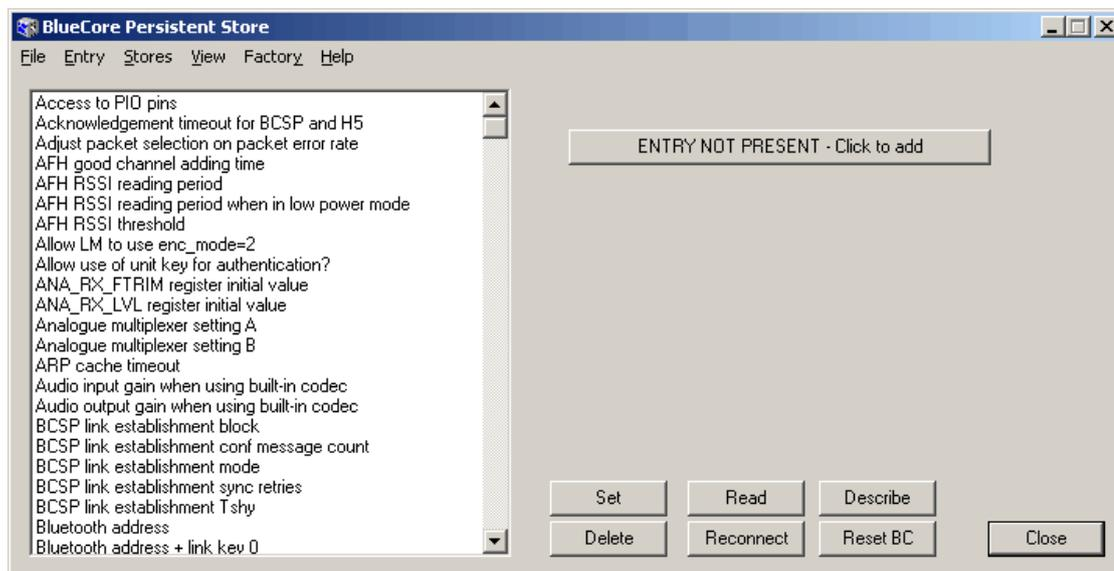 BlueCore Persistent Store
File Entry Stores View Factory Help
Access to PIO pins
Acknowledgement timeout for BCSP and H5
Adjust packet selection on packet error rate
AFH good channel adding time
AFH RSSI reading period
AFH RSSI reading period when in low power mode
AFH RSSI threshold
Allow LM to use enc_mode=2
Allow use of unit key for authentication?
ANA_RX_FTRIM register initial value
ANA_RX_LVL register initial value
Analogue multiplexer setting A
Analogue multiplexer setting B
ARP cache timeout
Audio input gain when using built-in codec
Audio output gain when using built-in codec
BCSP link establishment block
BCSP link establishment conf message count
BCSP link establishment mode
BCSP link establishment sync retries
BCSP link establishment Tshy
Bluetooth address
Bluetooth address + link key 0
ENTRY NOT PRESENT - Click to add
Set Read Describe
Delete Reconnect Reset BC Close